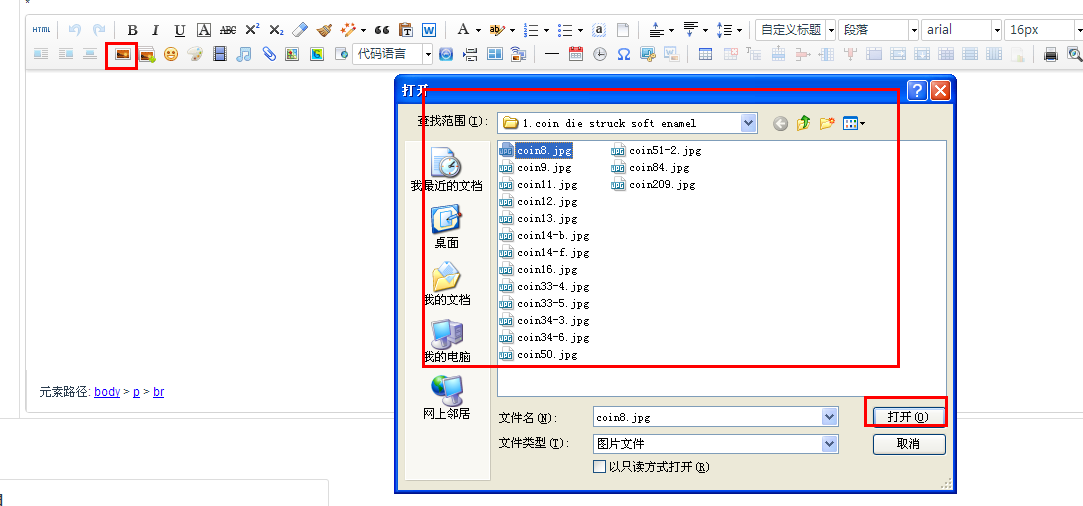 *
HTML B I U A ABC X² X₂ A ab 1 2 3 a 自定义标题 段落 arial 16px
代码语言 Ω
打开
查找范围(I): 1.coin die struck soft enamel
coin8.jpg coin51-2.jpg
coin9.jpg coin84.jpg
coin11.jpg coin209.jpg
coin12.jpg
coin13.jpg
coin14-b.jpg
coin14-f.jpg
coin16.jpg
coin33-4.jpg
coin33-5.jpg
coin34-3.jpg
coin34-6.jpg
coin50.jpg
我最近的文档
桌面
我的文档
我的电脑
网上邻居
元素路径: body > p > br
文件名(N): coin8.jpg 打开(O)
文件类型(T): 图片文件 取消
以只读方式打开(R)